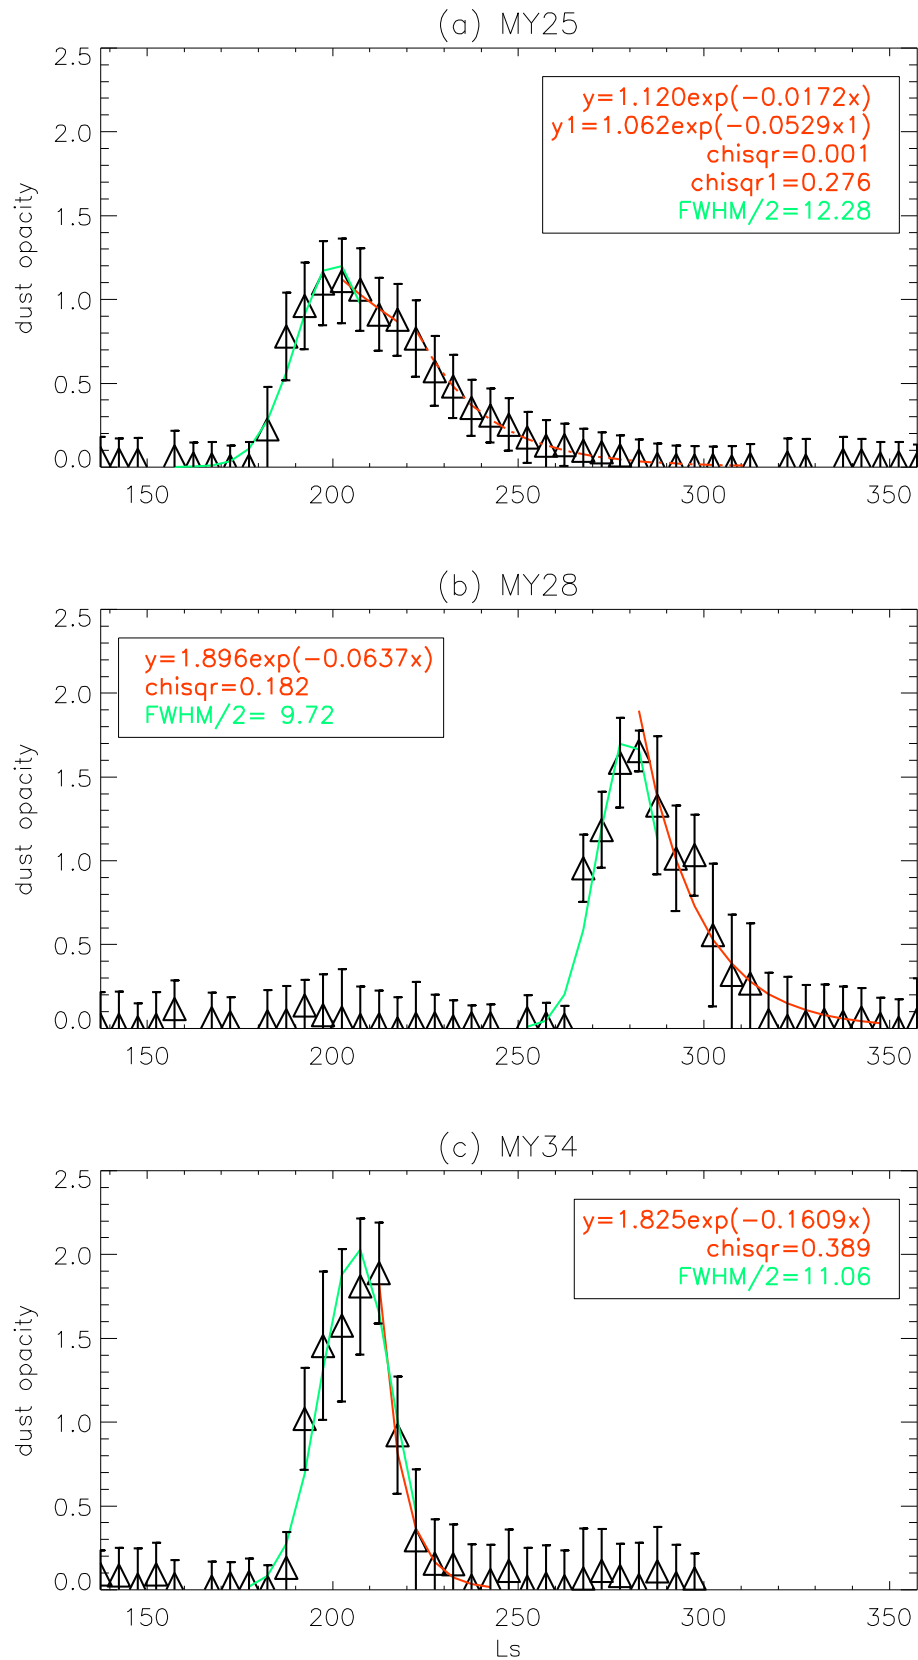 (a) MY25
2.5
2.0
1.5
1.0
0.5
0.0
dust opacity
y=1.120exp(−0.0172x)
y1=1.062exp(−0.0529x1)
chisqr=0.001
chisqr1=0.276
FWHM/2=12.28
150 200 250 300 350
(b) MY28
2.5
2.0
1.5
1.0
0.5
0.0
dust opacity
y=1.896exp(−0.0637x)
chisqr=0.182
FWHM/2= 9.72
150 200 250 300 350
(c) MY34
2.5
2.0
1.5
1.0
0.5
0.0
dust opacity
y=1.825exp(−0.1609x)
chisqr=0.389
FWHM/2=11.06
150 200 250 300 350
Ls